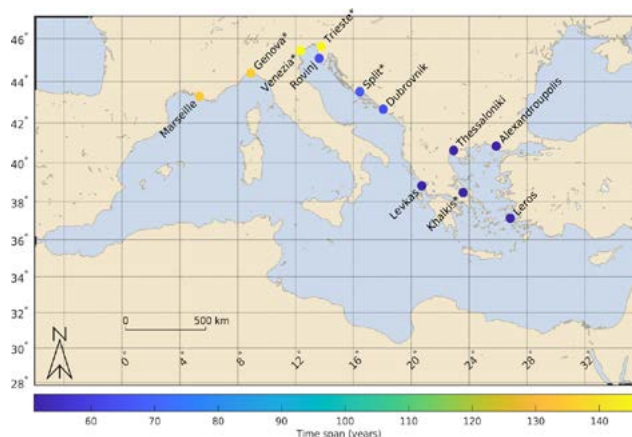 46°
44°
42°
40°
38°
36°
34°
32°
30°
28°
Trieste*
Genova*
Venezia*
Rovinj
Split*
Dubrovnik
Marseille
Thessaloniki
Alexandroupolis
Levkas
Khalkis*
Leros
0 500 km
N
0° 4° 8° 12° 16° 20° 24° 28° 32°
60 70 80 90 100 110 120 130 140
Time span (years)